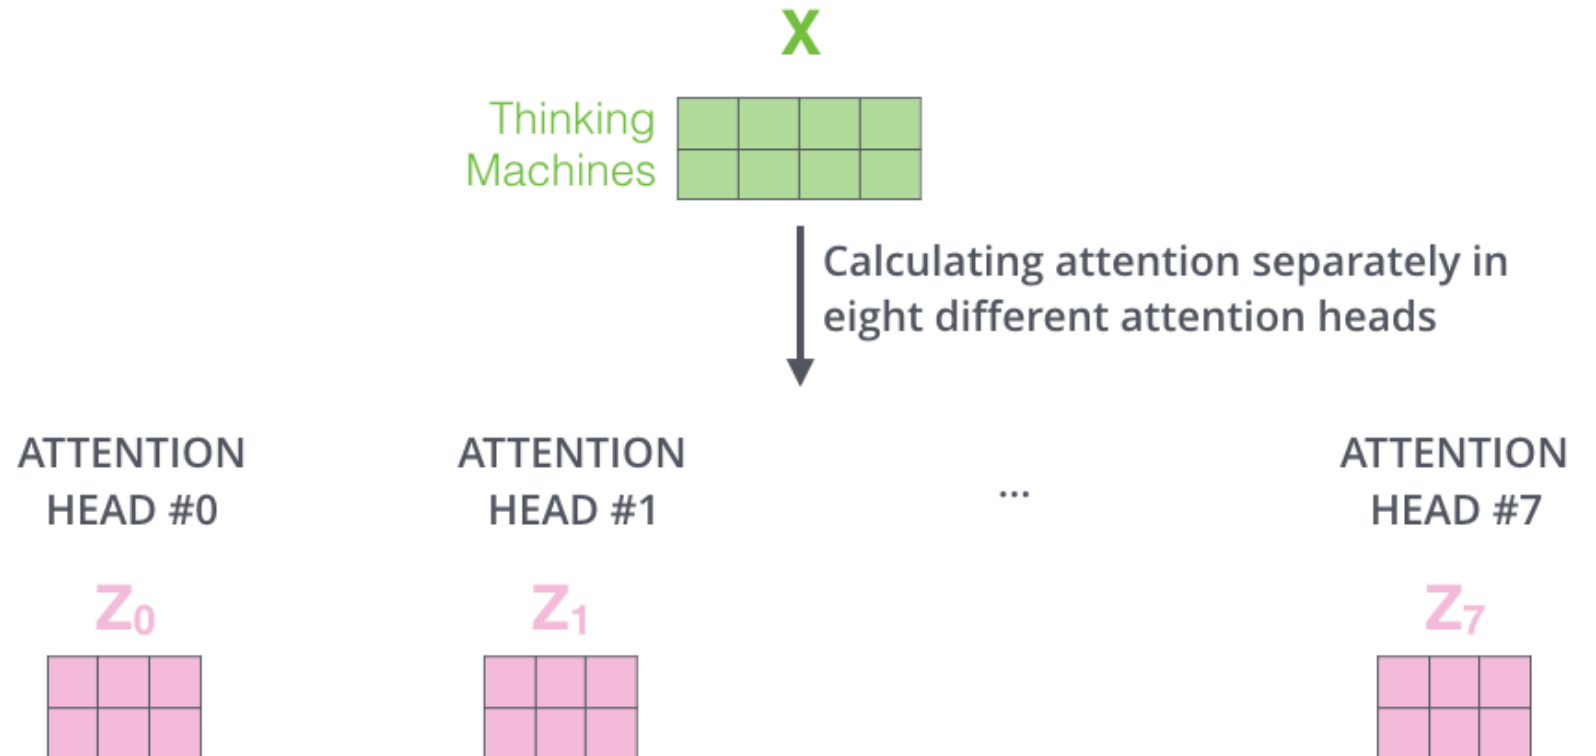 X
Thinking
Machines
Calculating attention separately in
eight different attention heads
ATTENTION
HEAD #0
ATTENTION
HEAD #1
...
ATTENTION
HEAD #7
Z0
Z1
Z7